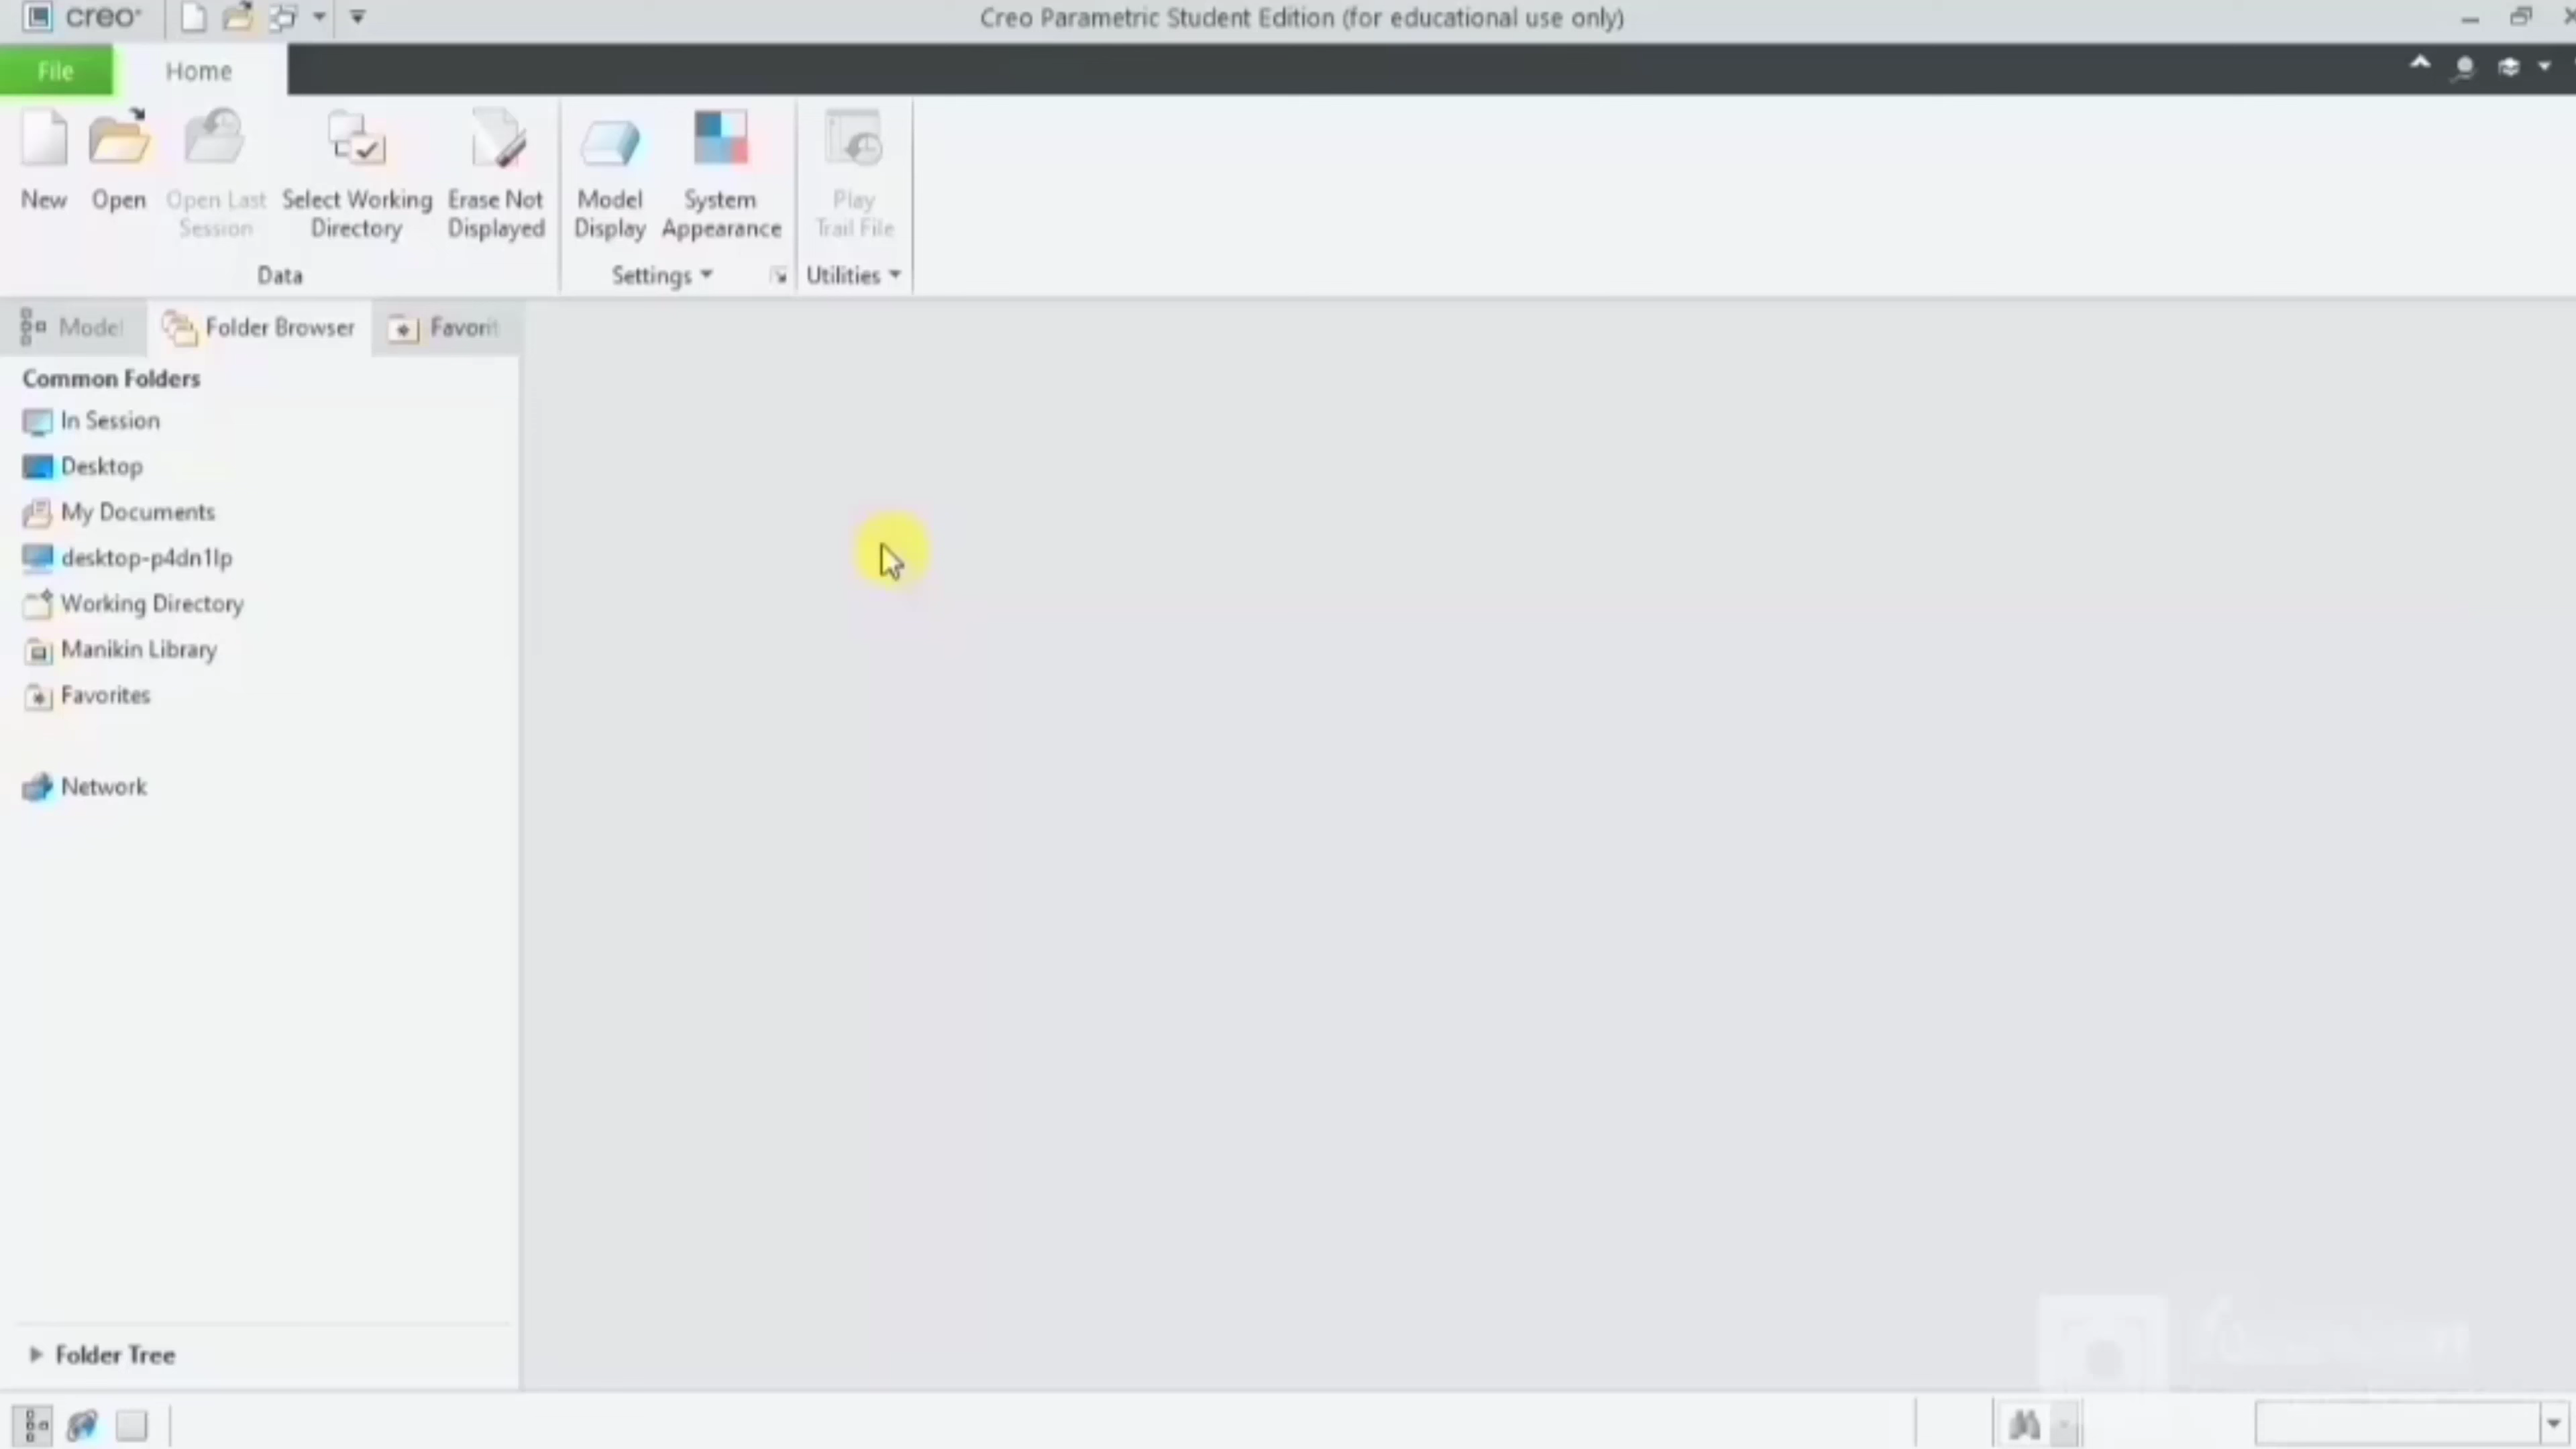 creo
Creo Parametric Student Edition (for educational use only)
File
Home
New
Open
Open Last
Session
Select Working
Directory
Erase Not
Displayed
Model
Display
System
Appearance
Play
Trail File
Data
Settings
Utilities
Model
Folder Browser
Favorit
Common Folders
In Session
Desktop
My Documents
desktop-p4dn1lp
Working Directory
Manikin Library
Favorites
Network
Folder Tree